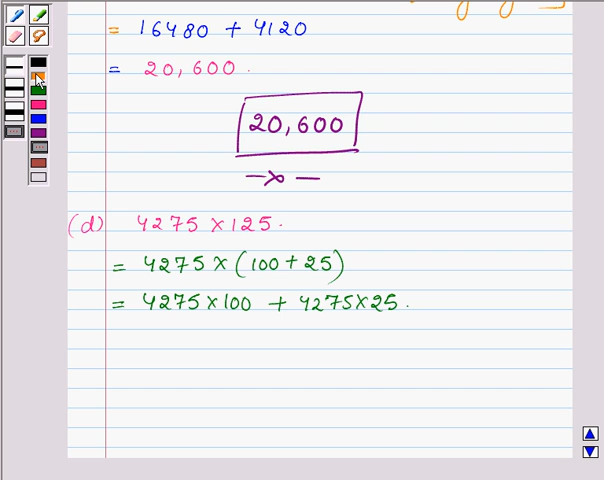 = 16480 + 4120
= 20,600.
20,600
(d) 4275 × 125.
= 4275 × (100 + 25)
= 4275 × 100 + 4275 × 25.